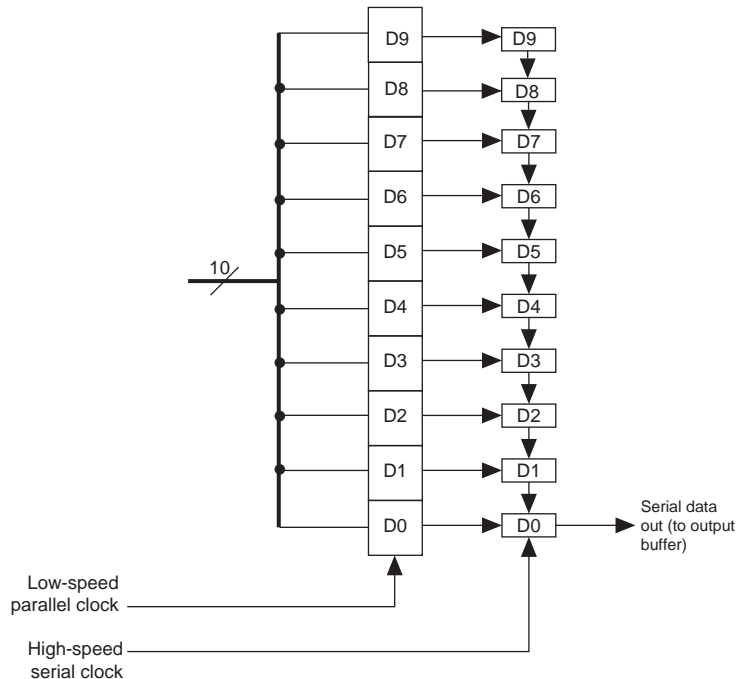 D9 D9
D8 D8
D7 D7
D6 D6
10
D5 D5
D4 D4
D3 D3
D2 D2
D1 D1
D0 D0
Serial data
out (to output
buffer)
Low-speed
parallel clock
High-speed
serial clock